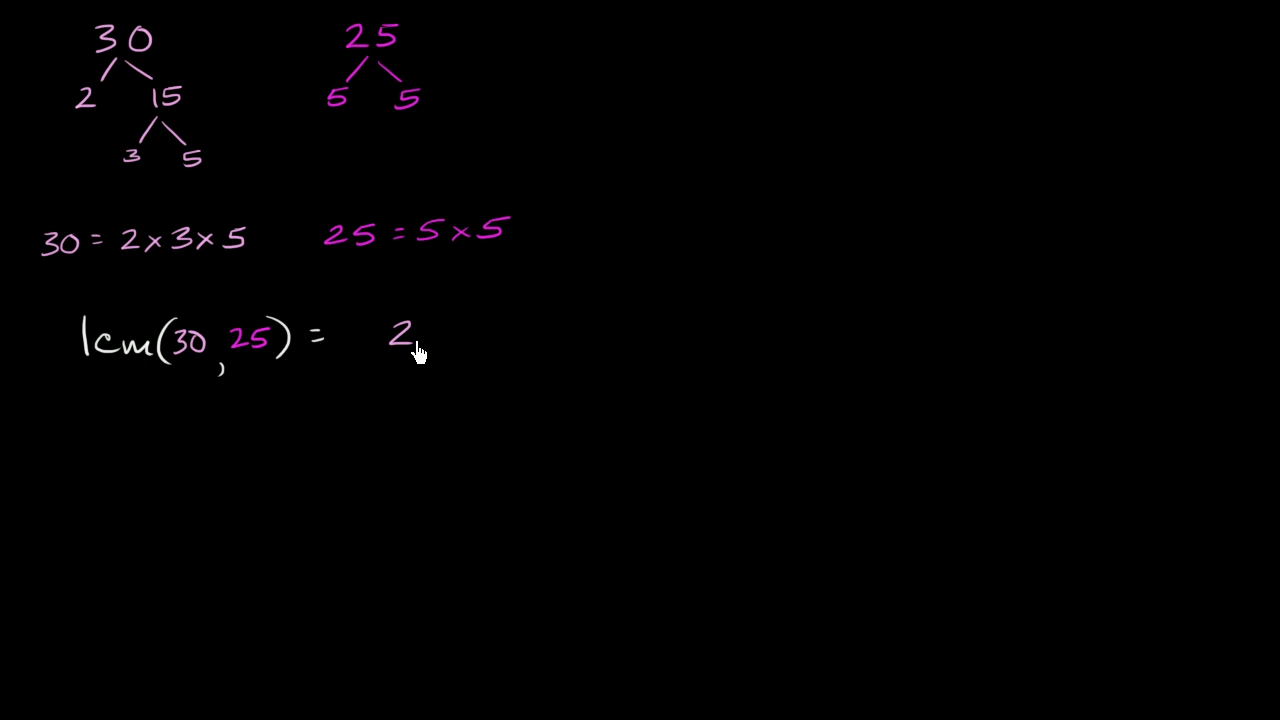 30 25
2 15 5 5
3 5
30 = 2 x 3 x 5 25 = 5 x 5
lcm(30, 25) = 2